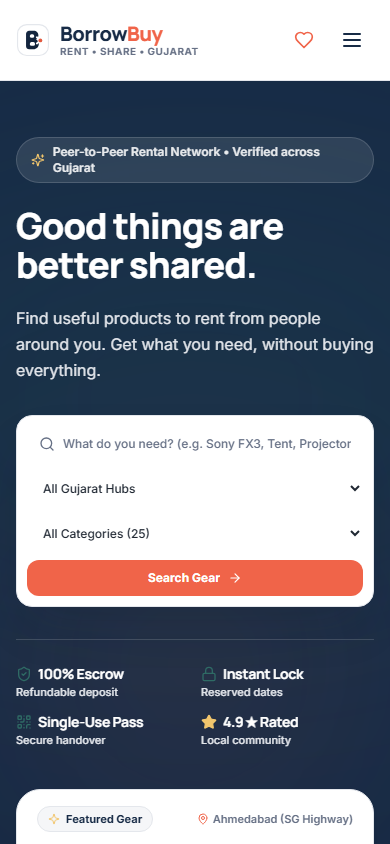 BorrowBuy
RENT • SHARE • GUJARAT
Peer-to-Peer Rental Network • Verified across
Gujarat
Good things are
better shared.
Find useful products to rent from people
around you. Get what you need, without buying
everything.
What do you need? (e.g. Sony FX3, Tent, Projector
All Gujarat Hubs
All Categories (25)
Search Gear →
100% Escrow
Refundable deposit
Instant Lock
Reserved dates
Single-Use Pass
Secure handover
4.9 ★ Rated
Local community
Featured Gear
Ahmedabad (SG Highway)